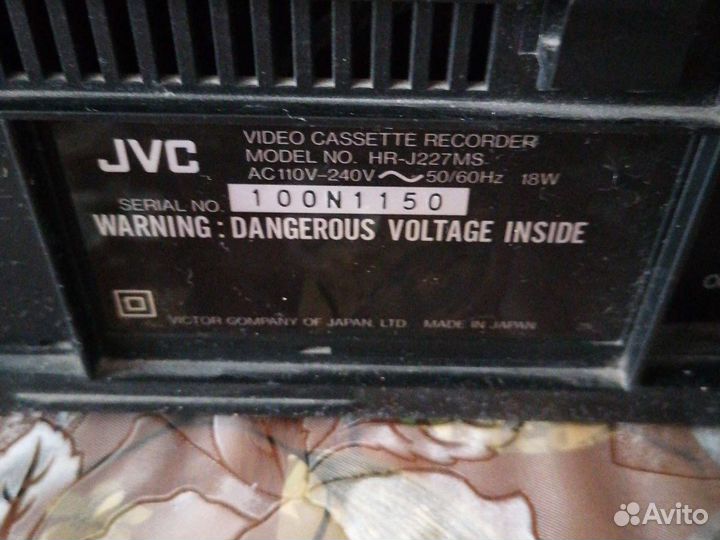 JVC
VIDEO CASSETTE RECORDER
MODEL NO. HR-J227MS
AC 110V-240V ~ 50/60Hz 18W
SERIAL NO. 100N1150
WARNING: DANGEROUS VOLTAGE INSIDE
VICTOR COMPANY OF JAPAN, LTD. MADE IN JAPAN
Avito